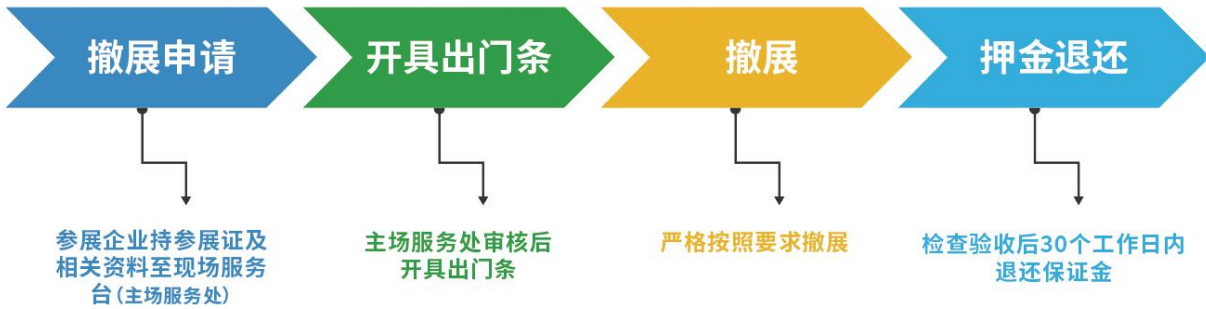 撤展申请
开具出门条
撤展
押金退还
参展企业持参展证及
相关资料至现场服务
台(主场服务处)
主场服务处审核后
开具出门条
严格按照要求撤展
检查验收后30个工作日内
退还保证金